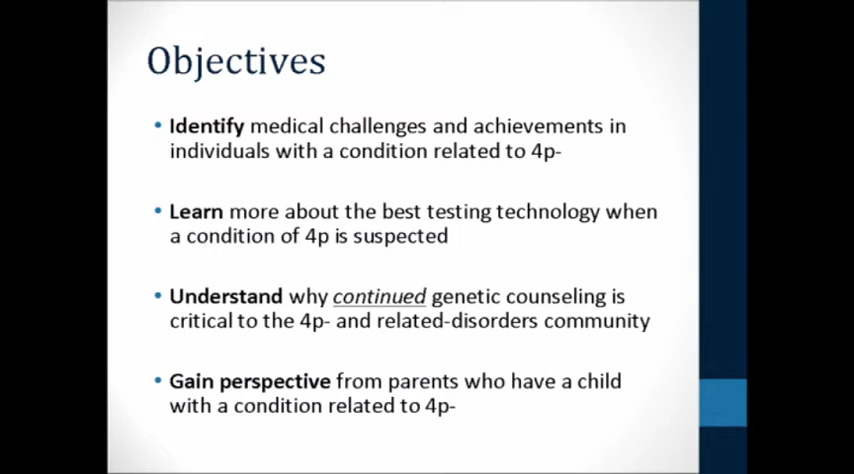 Objectives
• Identify medical challenges and achievements in
individuals with a condition related to 4p-
• Learn more about the best testing technology when
a condition of 4p is suspected
• Understand why continued genetic counseling is
critical to the 4p- and related-disorders community
• Gain perspective from parents who have a child
with a condition related to 4p-